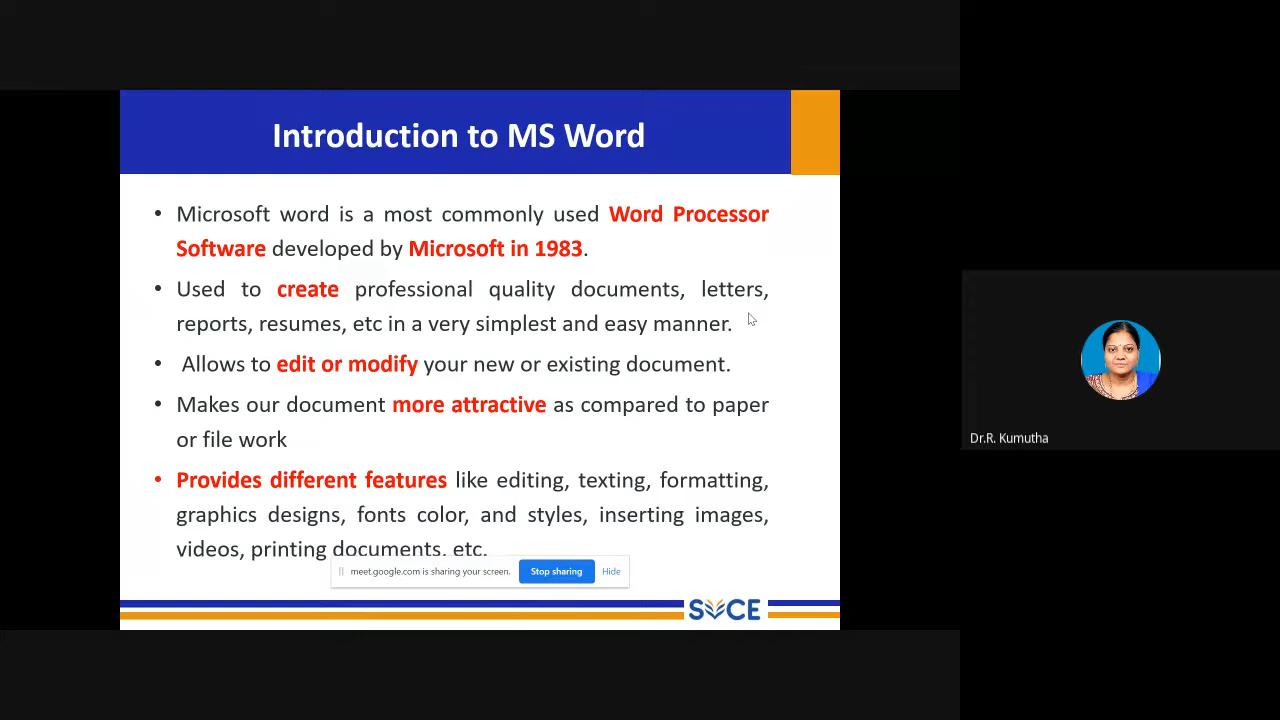 Introduction to MS Word
• Microsoft word is a most commonly used Word Processor
Software developed by Microsoft in 1983.
• Used to create professional quality documents, letters,
reports, resumes, etc in a very simplest and easy manner.
• Allows to edit or modify your new or existing document.
• Makes our document more attractive as compared to paper
or file work
• Provides different features like editing, texting, formatting,
graphics designs, fonts color, and styles, inserting images,
videos, printing documents, etc.
meet.google.com is sharing your screen. Stop sharing Hide
SVCE
Dr.R. Kumutha